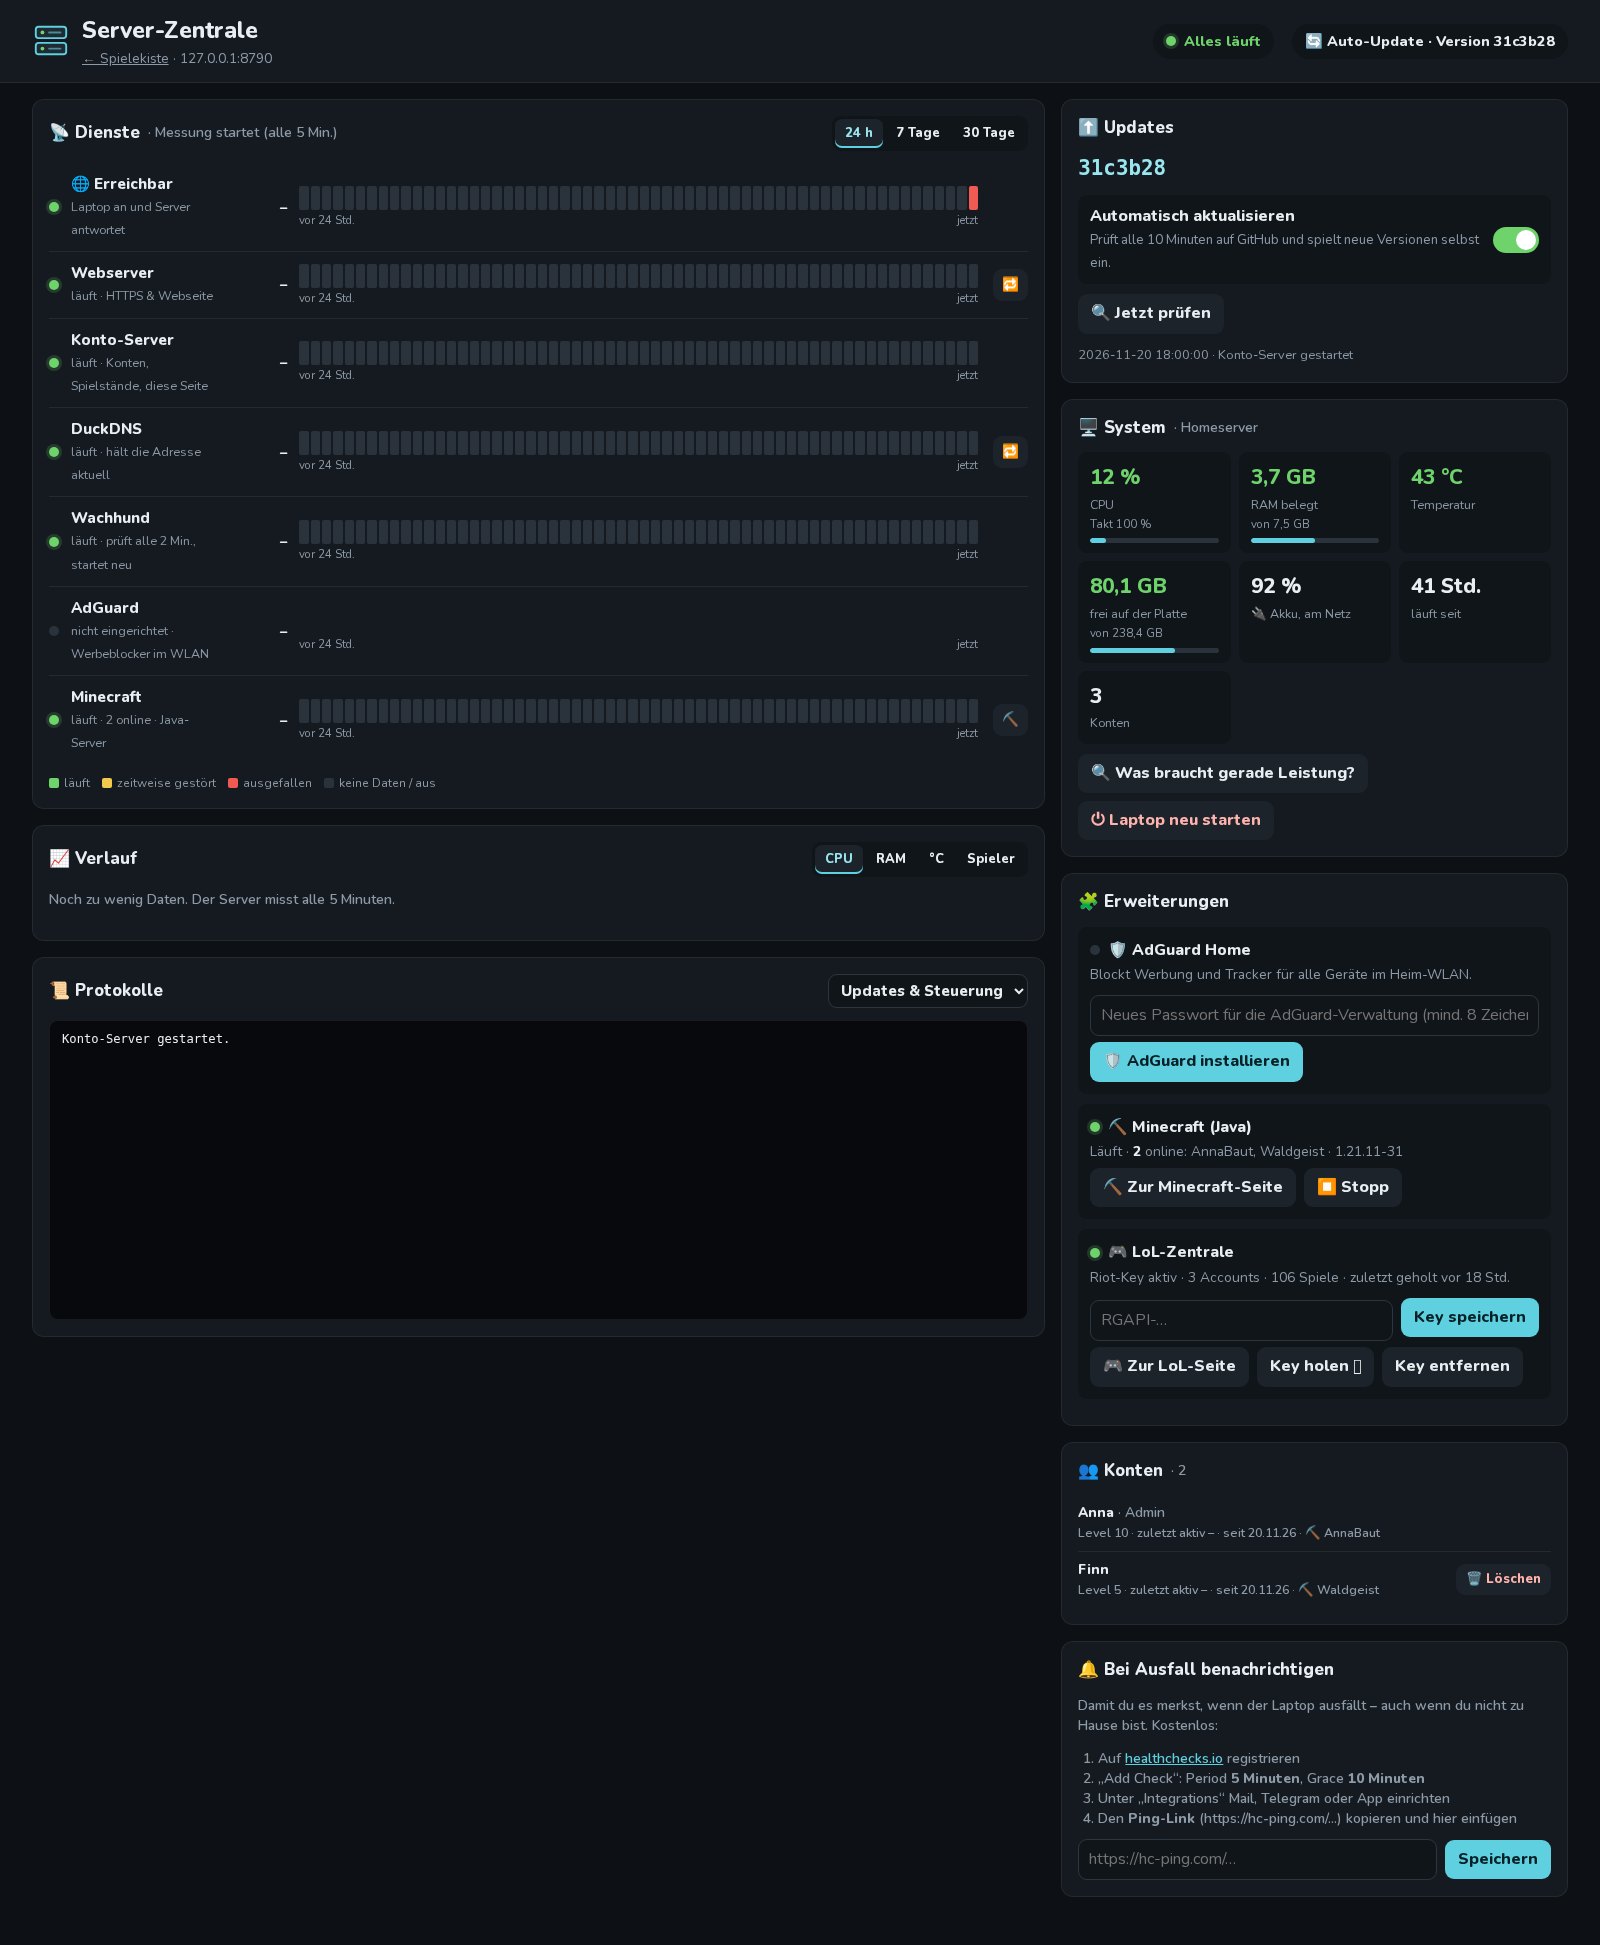 Server-Zentrale
← Spielekiste · 127.0.0.1:8790
Alles läuft
Auto-Update · Version 31c3b28
Dienste · Messung startet (alle 5 Min.)
24 h
7 Tage
30 Tage
Erreichbar
Laptop an und Server
antwortet
–
vor 24 Std.
jetzt
Webserver
läuft · HTTPS & Webseite
–
vor 24 Std.
jetzt
Konto-Server
läuft · Konten,
Spielstände, diese Seite
–
vor 24 Std.
jetzt
DuckDNS
läuft · hält die Adresse
aktuell
–
vor 24 Std.
jetzt
Wachhund
läuft · prüft alle 2 Min.,
startet neu
–
vor 24 Std.
jetzt
AdGuard
nicht eingerichtet ·
Werbeblocker im WLAN
–
vor 24 Std.
jetzt
Minecraft
läuft · 2 online · Java-
Server
–
vor 24 Std.
jetzt
läuft
zeitweise gestört
ausgefallen
keine Daten / aus
Verlauf
CPU
RAM
°C
Spieler
Noch zu wenig Daten. Der Server misst alle 5 Minuten.
Protokolle
Updates & Steuerung
Konto-Server gestartet.
Updates
31c3b28
Automatisch aktualisieren
Prüft alle 10 Minuten auf GitHub und spielt neue Versionen selbst
ein.
Jetzt prüfen
2026-11-20 18:00:00 · Konto-Server gestartet
System · Homeserver
12 %
CPU
Takt 100 %
3,7 GB
RAM belegt
von 7,5 GB
43 °C
Temperatur
80,1 GB
frei auf der Platte
von 238,4 GB
92 %
Akku, am Netz
41 Std.
läuft seit
3
Konten
Was braucht gerade Leistung?
Laptop neu starten
Erweiterungen
AdGuard Home
Blockt Werbung und Tracker für alle Geräte im Heim-WLAN.
Neues Passwort für die AdGuard-Verwaltung (mind. 8 Zeichen
AdGuard installieren
Minecraft (Java)
Läuft · 2 online: AnnaBaut, Waldgeist · 1.21.11-31
Zur Minecraft-Seite
Stopp
LoL-Zentrale
Riot-Key aktiv · 3 Accounts · 106 Spiele · zuletzt geholt vor 18 Std.
RGAPI-…
Key speichern
Zur LoL-Seite
Key holen
Key entfernen
Konten · 2
Anna · Admin
Level 10 · zuletzt aktiv – · seit 20.11.26 · AnnaBaut
Finn
Level 5 · zuletzt aktiv – · seit 20.11.26 · Waldgeist
Löschen
Bei Ausfall benachrichtigen
Damit du es merkst, wenn der Laptop ausfällt – auch wenn du nicht zu
Hause bist. Kostenlos:
1. Auf healthchecks.io registrieren
2. „Add Check“: Period 5 Minuten, Grace 10 Minuten
3. Unter „Integrations“ Mail, Telegram oder App einrichten
4. Den Ping-Link (https://hc-ping.com/…) kopieren und hier einfügen
https://hc-ping.com/…
Speichern